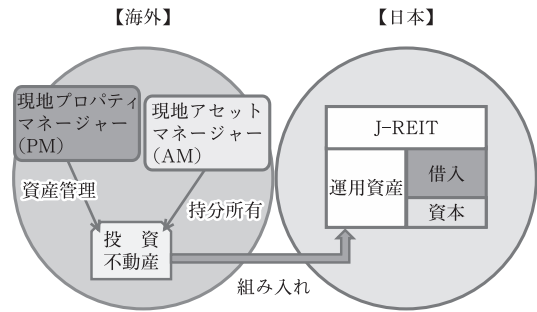 【海外】
【日本】
現地プロパティ
マネージャー
(PM)
現地アセット
マネージャー
(AM)
資産管理
持分所有
投 資
不動産
組み入れ
J-REIT
運用資産
借入
資本